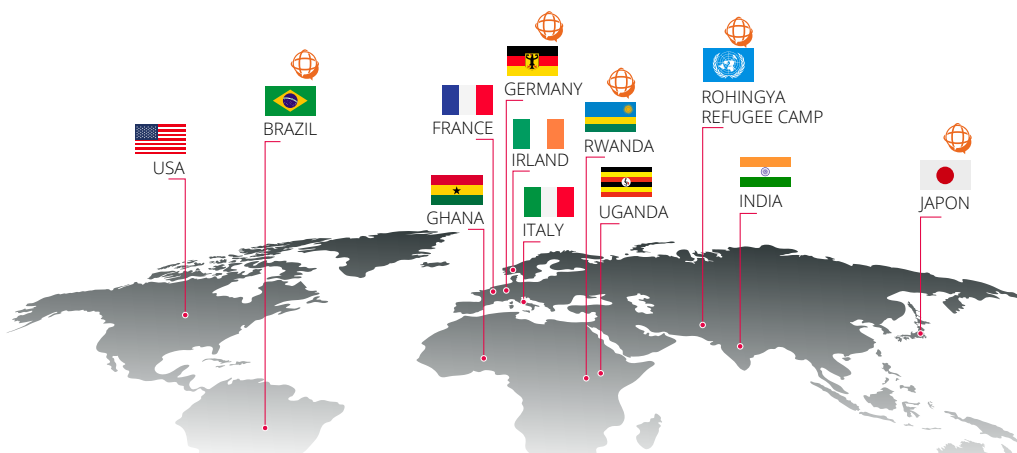 GERMANY
ROHINGYA
REFUGEE CAMP
BRAZIL
FRANCE
IRLAND
RWANDA
USA
INDIA
JAPON
GHANA
UGANDA
ITALY